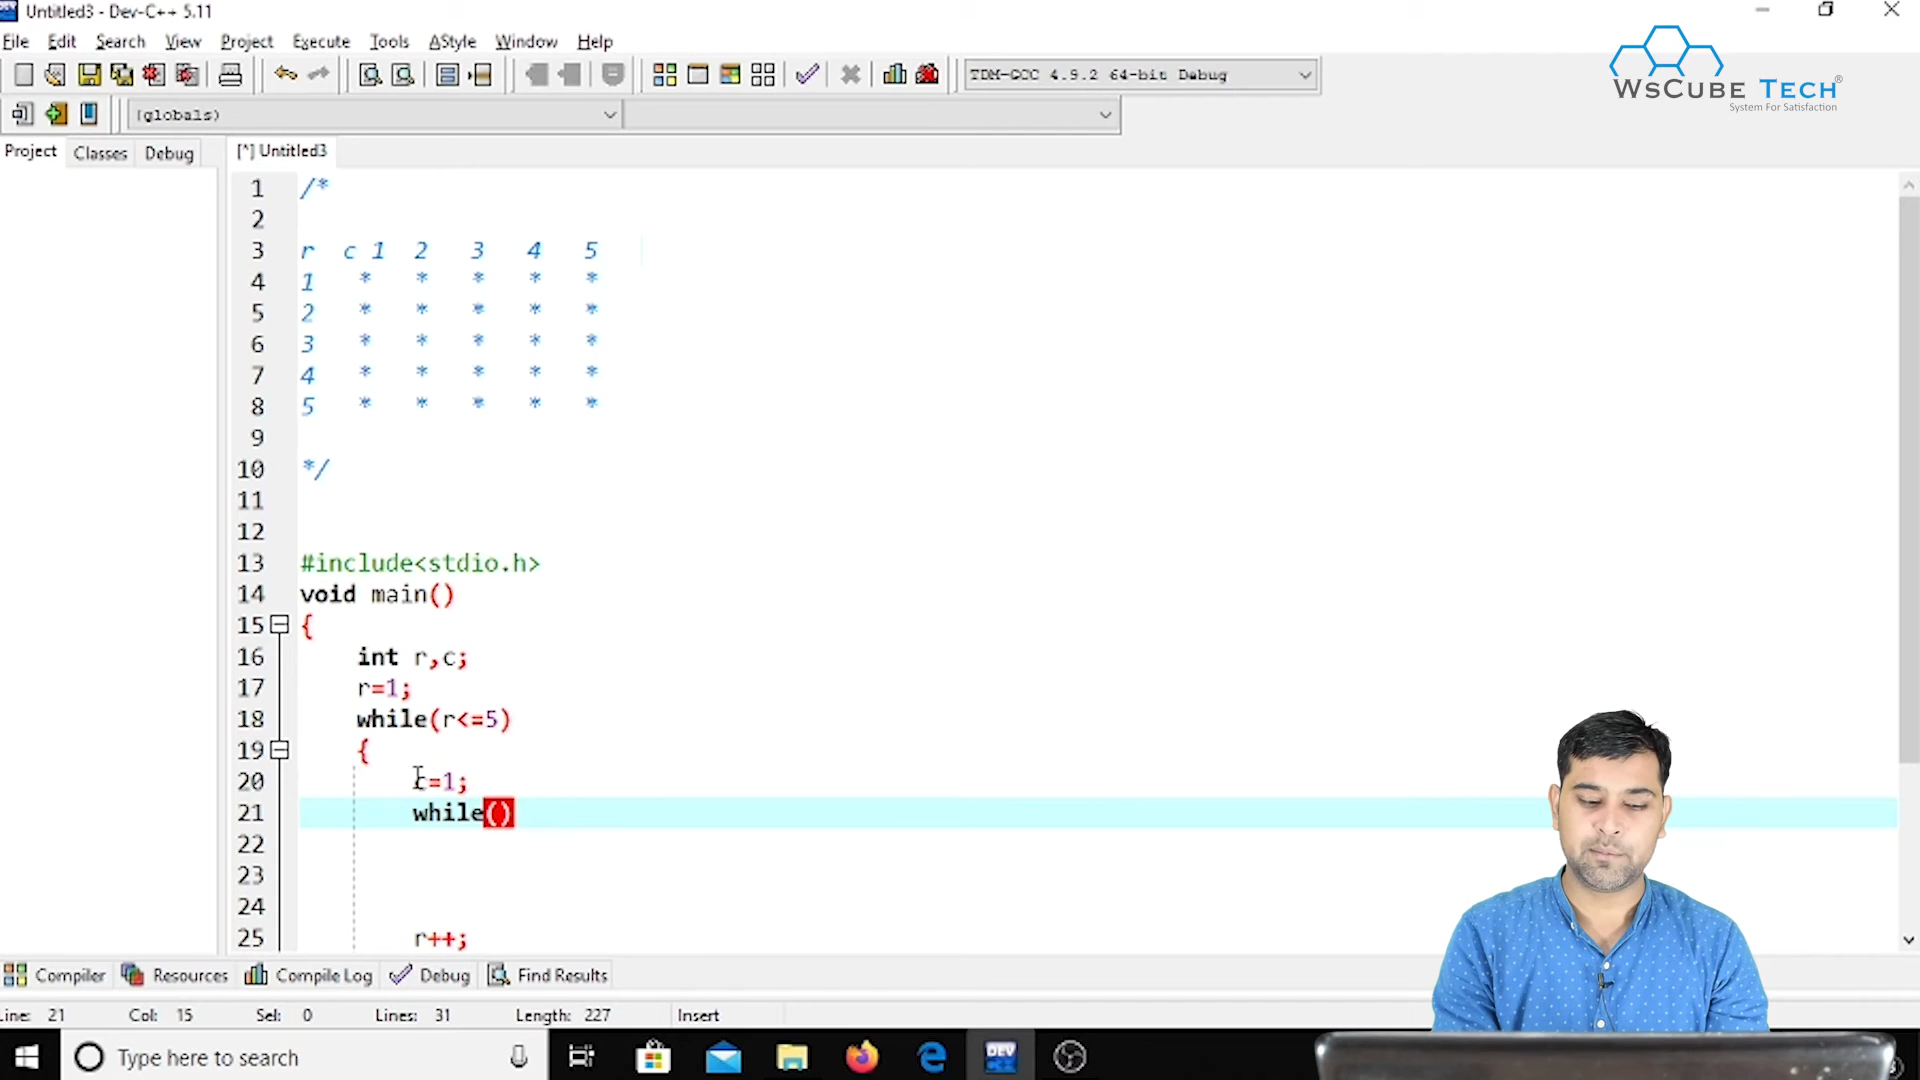 Untitled3 - Dev-C++ 5.11
File Edit Search View Project Execute Tools AStyle Window Help
TDM-GCC 4.9.2 64-bit Debug
WsCube Tech®
System For Satisfaction
(globals)
Project Classes Debug [*] Untitled3
1 /*
2
3 r c 1 2 3 4 5
4 1 * * * * *
5 2 * * * * *
6 3 * * * * *
7 4 * * * * *
8 5 * * * * *
9
10 */
11
12
13 #include<stdio.h>
14 void main()
15 {
16 int r,c;
17 r=1;
18 while(r<=5)
19 {
20 c=1;
21 while()
22
23
24
25 r++;
Compiler Resources Compile Log Debug Find Results
Line: 21 Col: 15 Sel: 0 Lines: 31 Length: 227 Insert
Type here to search
DEV